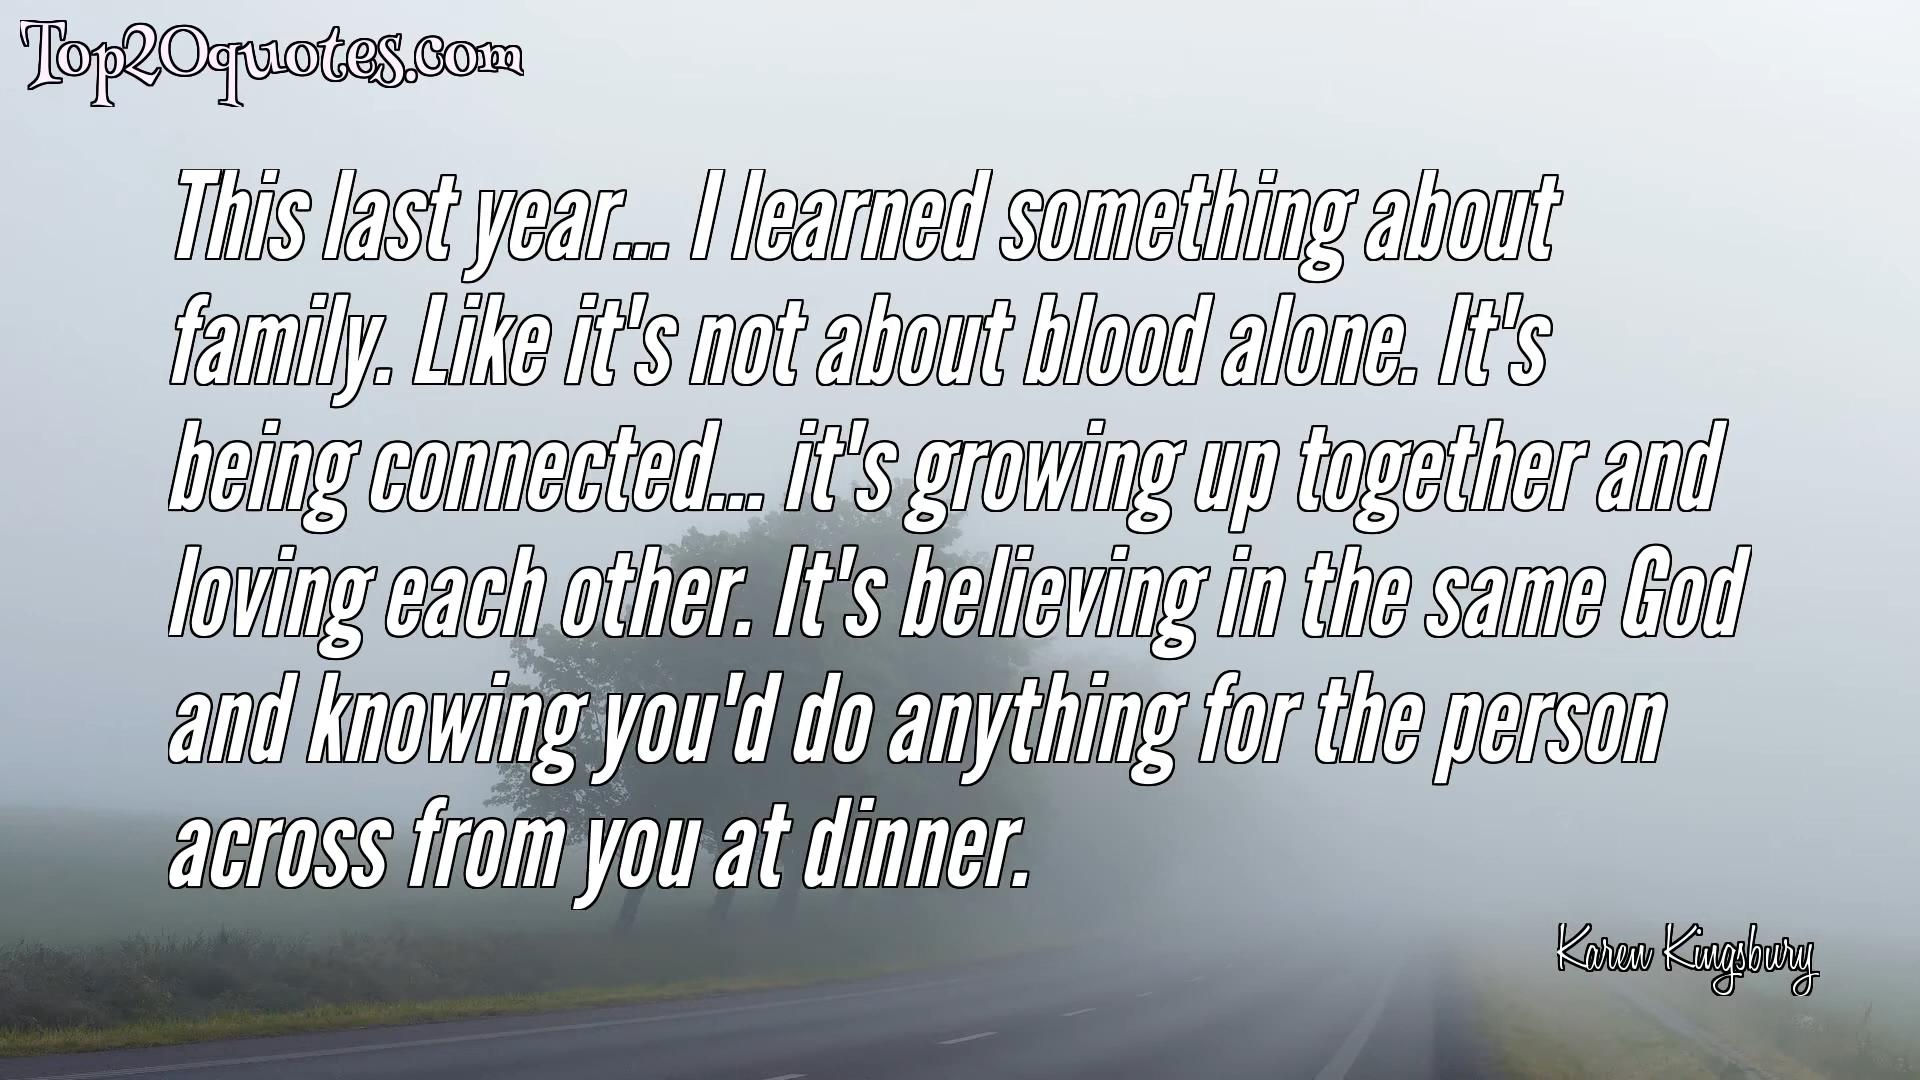 Top20quotes.com
This last year... I learned something about
family. Like it's not about blood alone. It's
being connected... it's growing up together and
loving each other. It's believing in the same God
and knowing you'd do anything for the person
across from you at dinner.
Karen Kingsbury